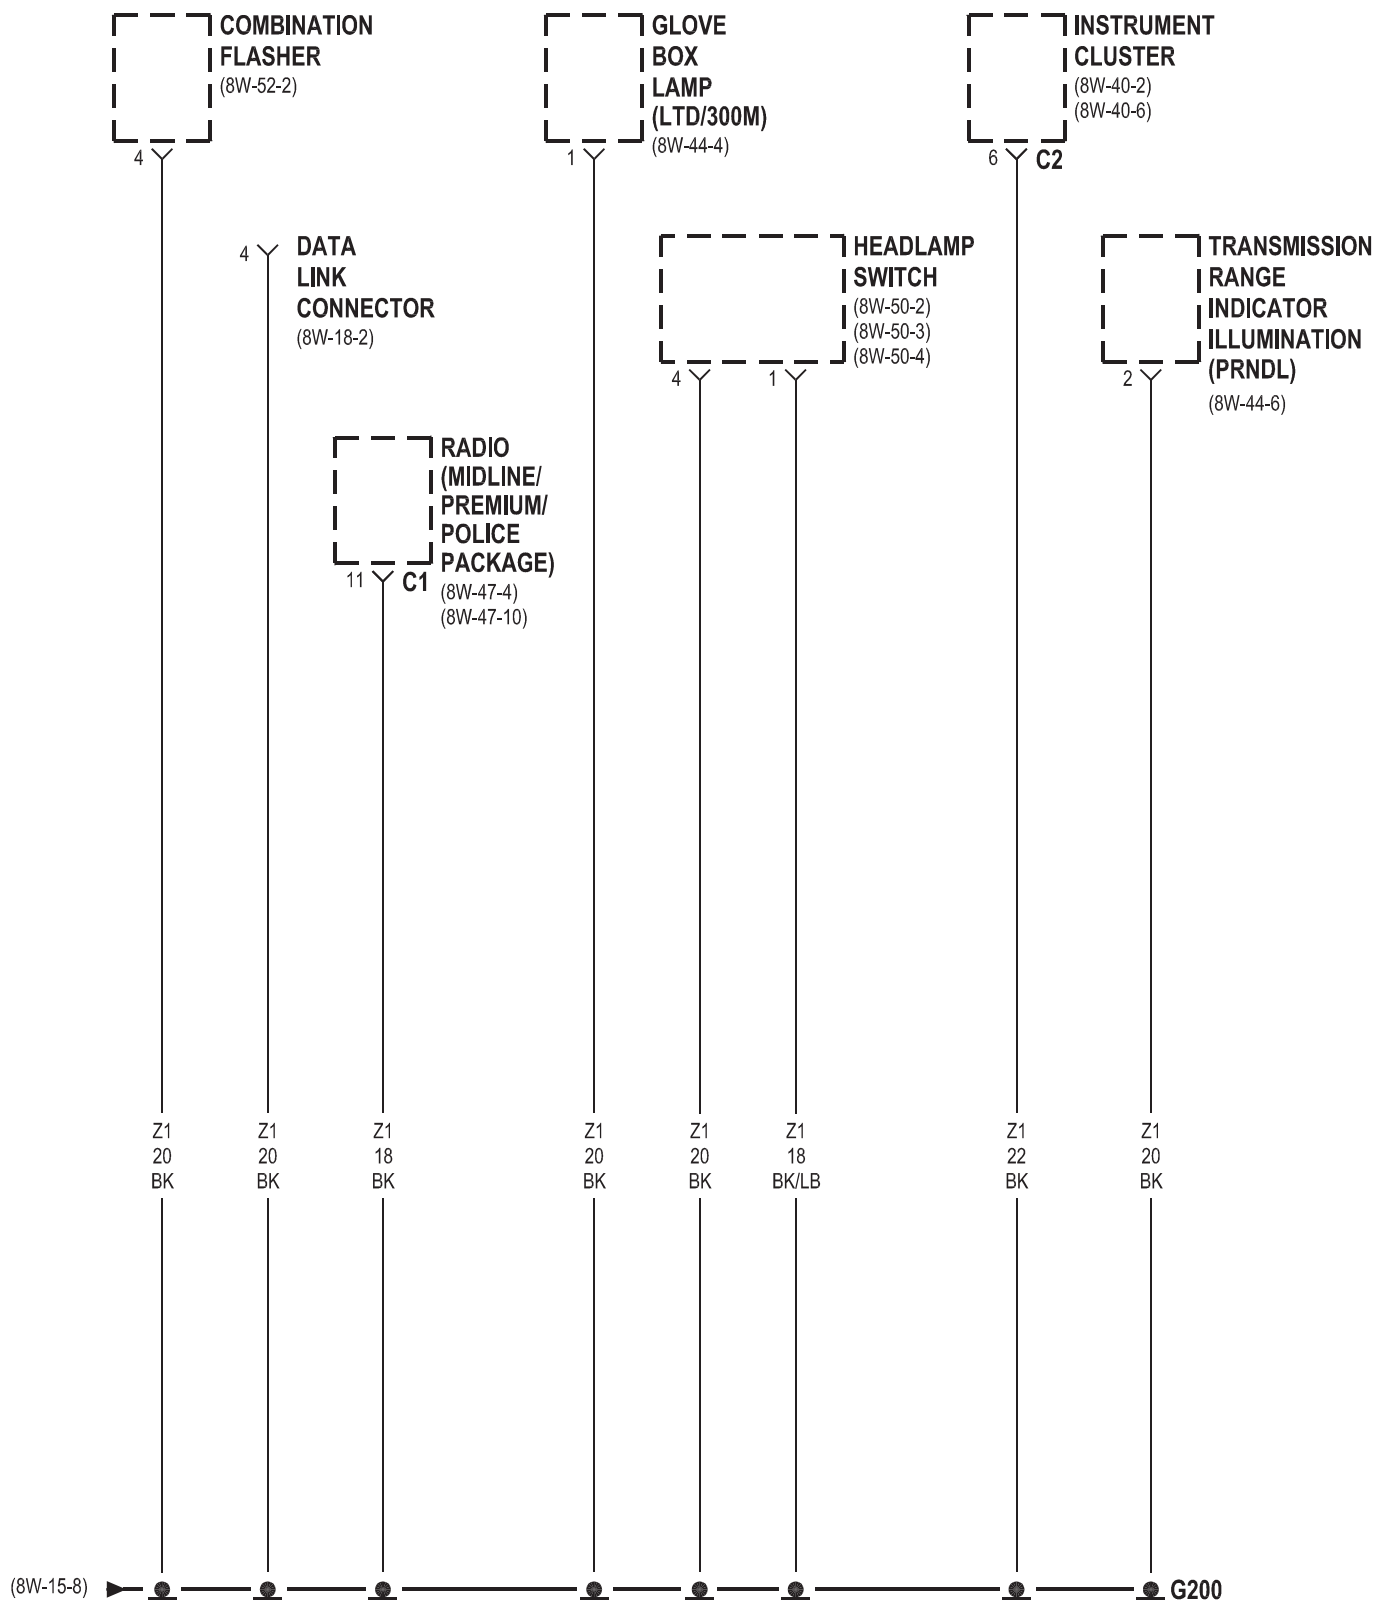 COMBINATION
FLASHER
(8W-52-2)
4
GLOVE
BOX
LAMP
(LTD/300M)
(8W-44-4)
1
INSTRUMENT
CLUSTER
(8W-40-2)
(8W-40-6)
6
C2
4
DATA
LINK
CONNECTOR
(8W-18-2)
HEADLAMP
SWITCH
(8W-50-2)
(8W-50-3)
(8W-50-4)
4
1
TRANSMISSION
RANGE
INDICATOR
ILLUMINATION
(PRNDL)
(8W-44-6)
2
RADIO
(MIDLINE/
PREMIUM/
POLICE
PACKAGE)
(8W-47-4)
(8W-47-10)
11
C1
Z1
20
BK
Z1
20
BK
Z1
18
BK
Z1
20
BK
Z1
20
BK
Z1
18
BK/LB
Z1
22
BK
Z1
20
BK
(8W-15-8)
G200